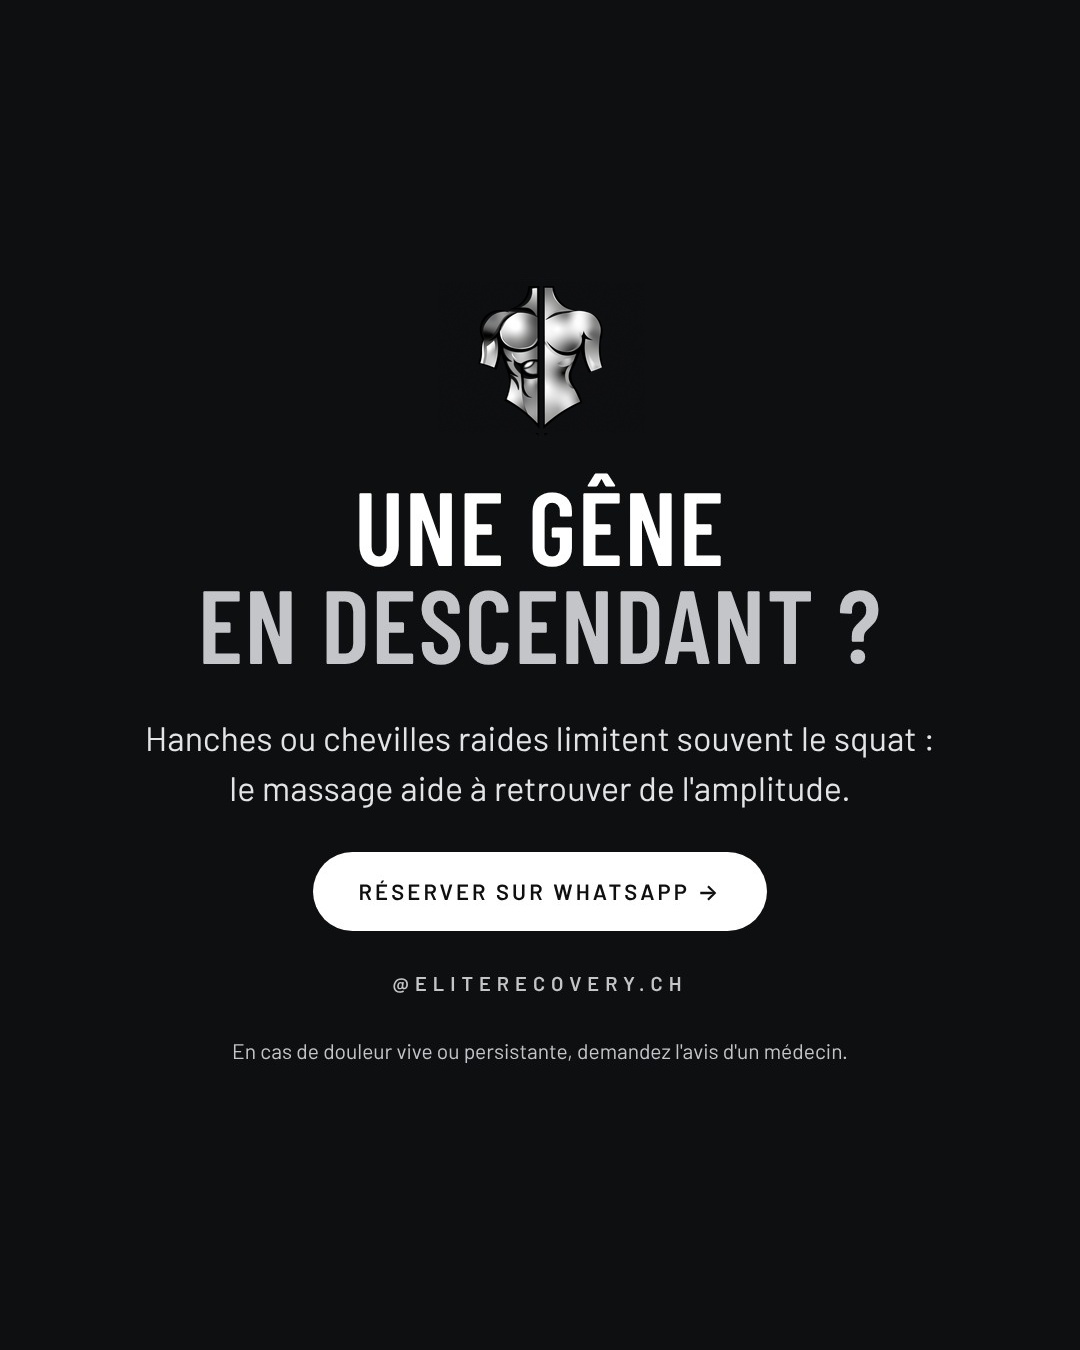 UNE GÊNE
EN DESCENDANT ?
Hanches ou chevilles raides limitent souvent le squat :
le massage aide à retrouver de l'amplitude.
RÉSERVER SUR WHATSAPP →
@ELITERECOVERY.CH
En cas de douleur vive ou persistante, demandez l'avis d'un médecin.